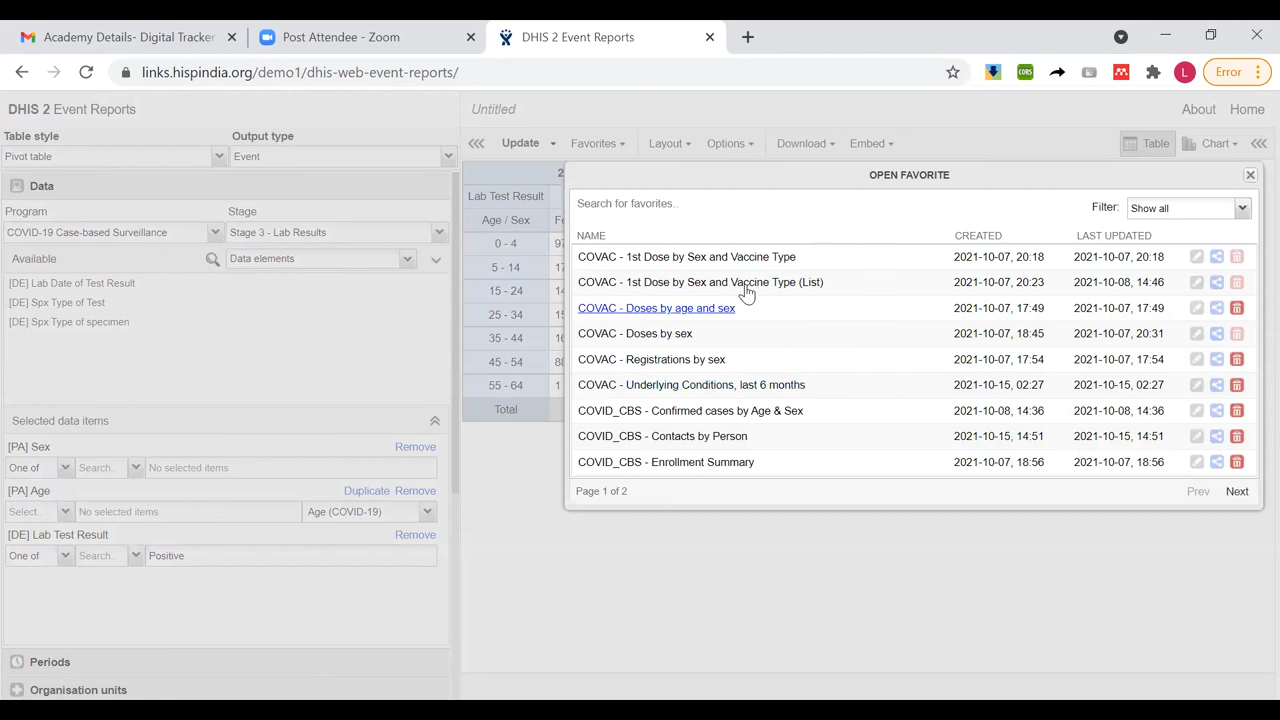 Academy Details- Digital Tracker
Post Attendee - Zoom
DHIS 2 Event Reports
links.hispindia.org/demo1/dhis-web-event-reports/
CORS
L
Error
DHIS 2 Event Reports
Untitled
About
Home
Table style
Output type
Pivot table
Event
Update
Favorites
Layout
Options
Download
Embed
Table
Chart
Data
Program
Stage
COVID-19 Case-based Surveillance
Stage 3 - Lab Results
Available
Data elements
[DE] Lab Date of Test Result
[DE] Spx Type of Test
[DE] Spx Type of specimen
Selected data items
[PA] Sex
Remove
One of
Search..
No selected items
[PA] Age
Duplicate
Remove
Select..
No selected items
Age (COVID-19)
[DE] Lab Test Result
Remove
One of
Search..
Positive
Periods
Organisation units
2
Lab Test Result
Age / Sex
Fe
0 - 4
97
5 - 14
17
15 - 24
14
25 - 34
15
35 - 44
16
45 - 54
88
55 - 64
1
Total
OPEN FAVORITE
Search for favorites..
Filter:
Show all
NAME
CREATED
LAST UPDATED
COVAC - 1st Dose by Sex and Vaccine Type
2021-10-07, 20:18
2021-10-07, 20:18
COVAC - 1st Dose by Sex and Vaccine Type (List)
2021-10-07, 20:23
2021-10-08, 14:46
COVAC - Doses by age and sex
2021-10-07, 17:49
2021-10-07, 17:49
COVAC - Doses by sex
2021-10-07, 18:45
2021-10-07, 20:31
COVAC - Registrations by sex
2021-10-07, 17:54
2021-10-07, 17:54
COVAC - Underlying Conditions, last 6 months
2021-10-15, 02:27
2021-10-15, 02:27
COVID_CBS - Confirmed cases by Age & Sex
2021-10-08, 14:36
2021-10-08, 14:36
COVID_CBS - Contacts by Person
2021-10-15, 14:51
2021-10-15, 14:51
COVID_CBS - Enrollment Summary
2021-10-07, 18:56
2021-10-07, 18:56
Page 1 of 2
Prev
Next